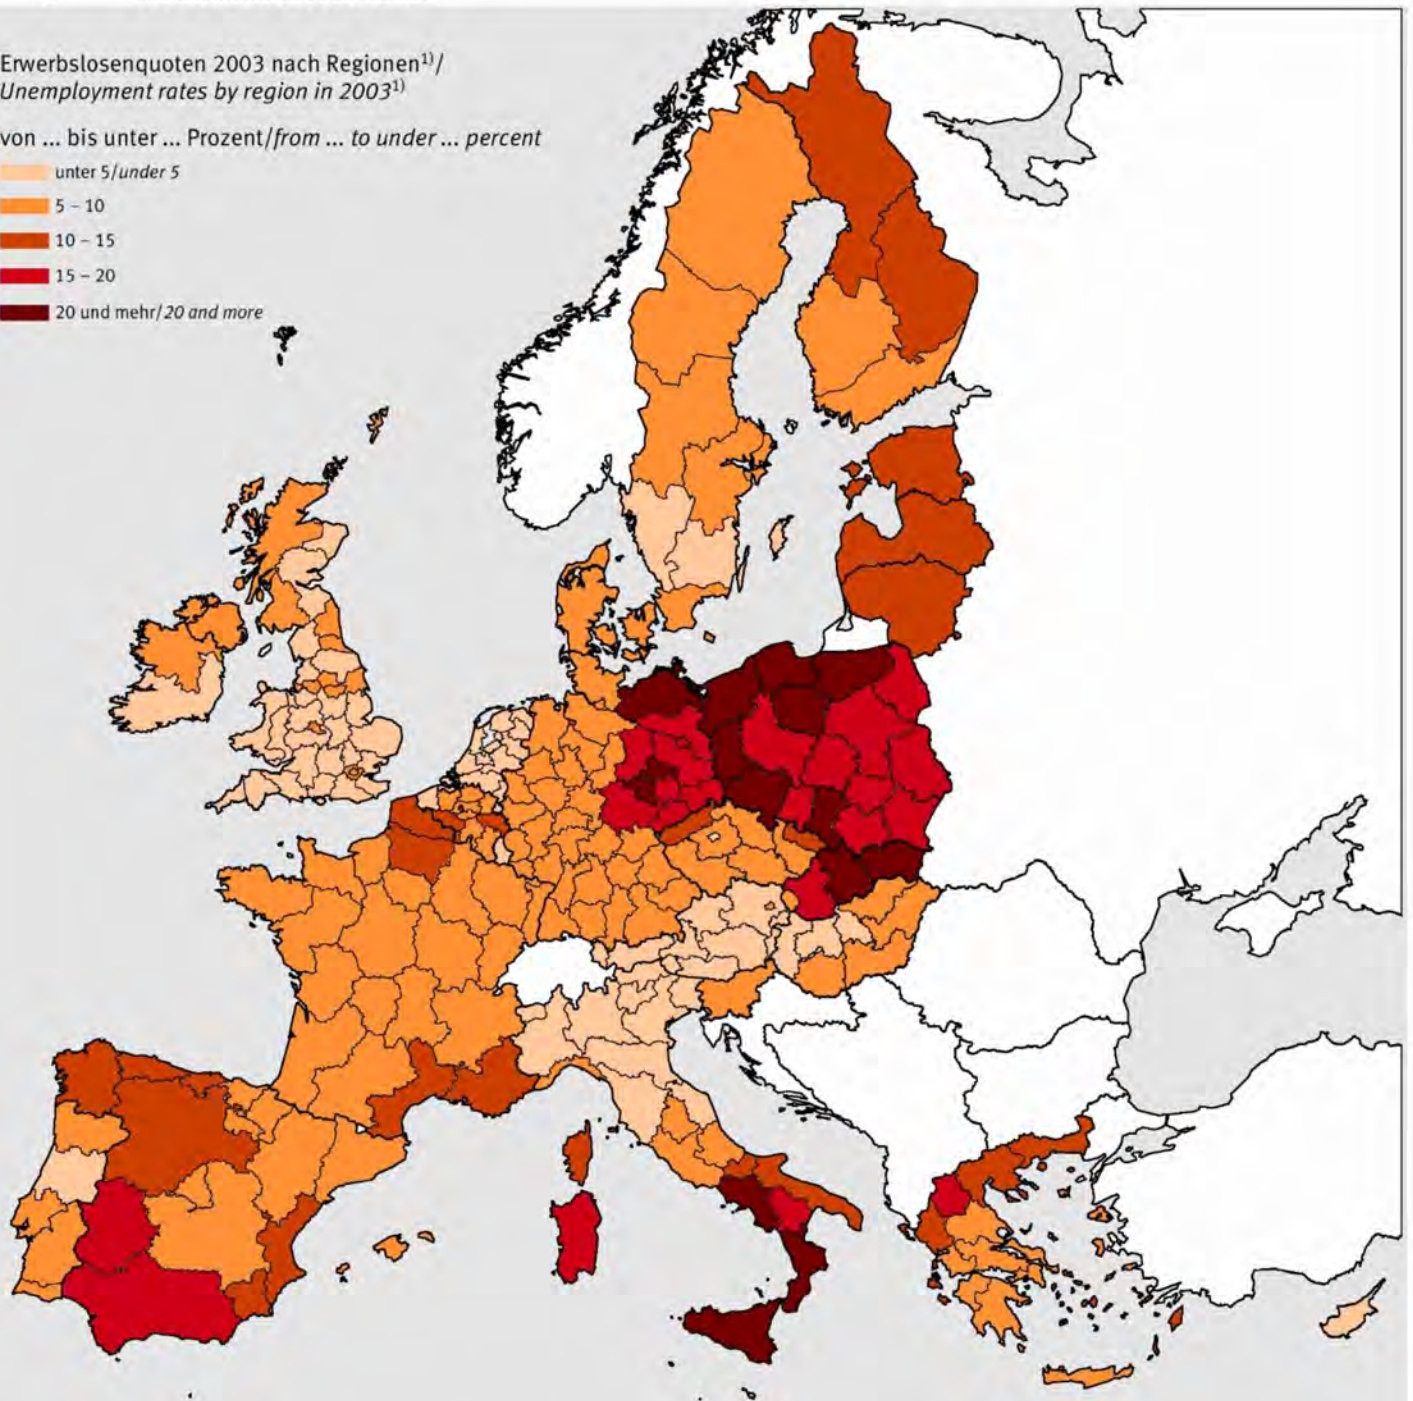 Erwerbslosenquoten 2003 nach Regionen¹⁾/
Unemployment rates by region in 2003¹⁾
von ... bis unter ... Prozent/from ... to under ... percent
unter 5/under 5
5 – 10
10 – 15
15 – 20
20 und mehr/20 and more